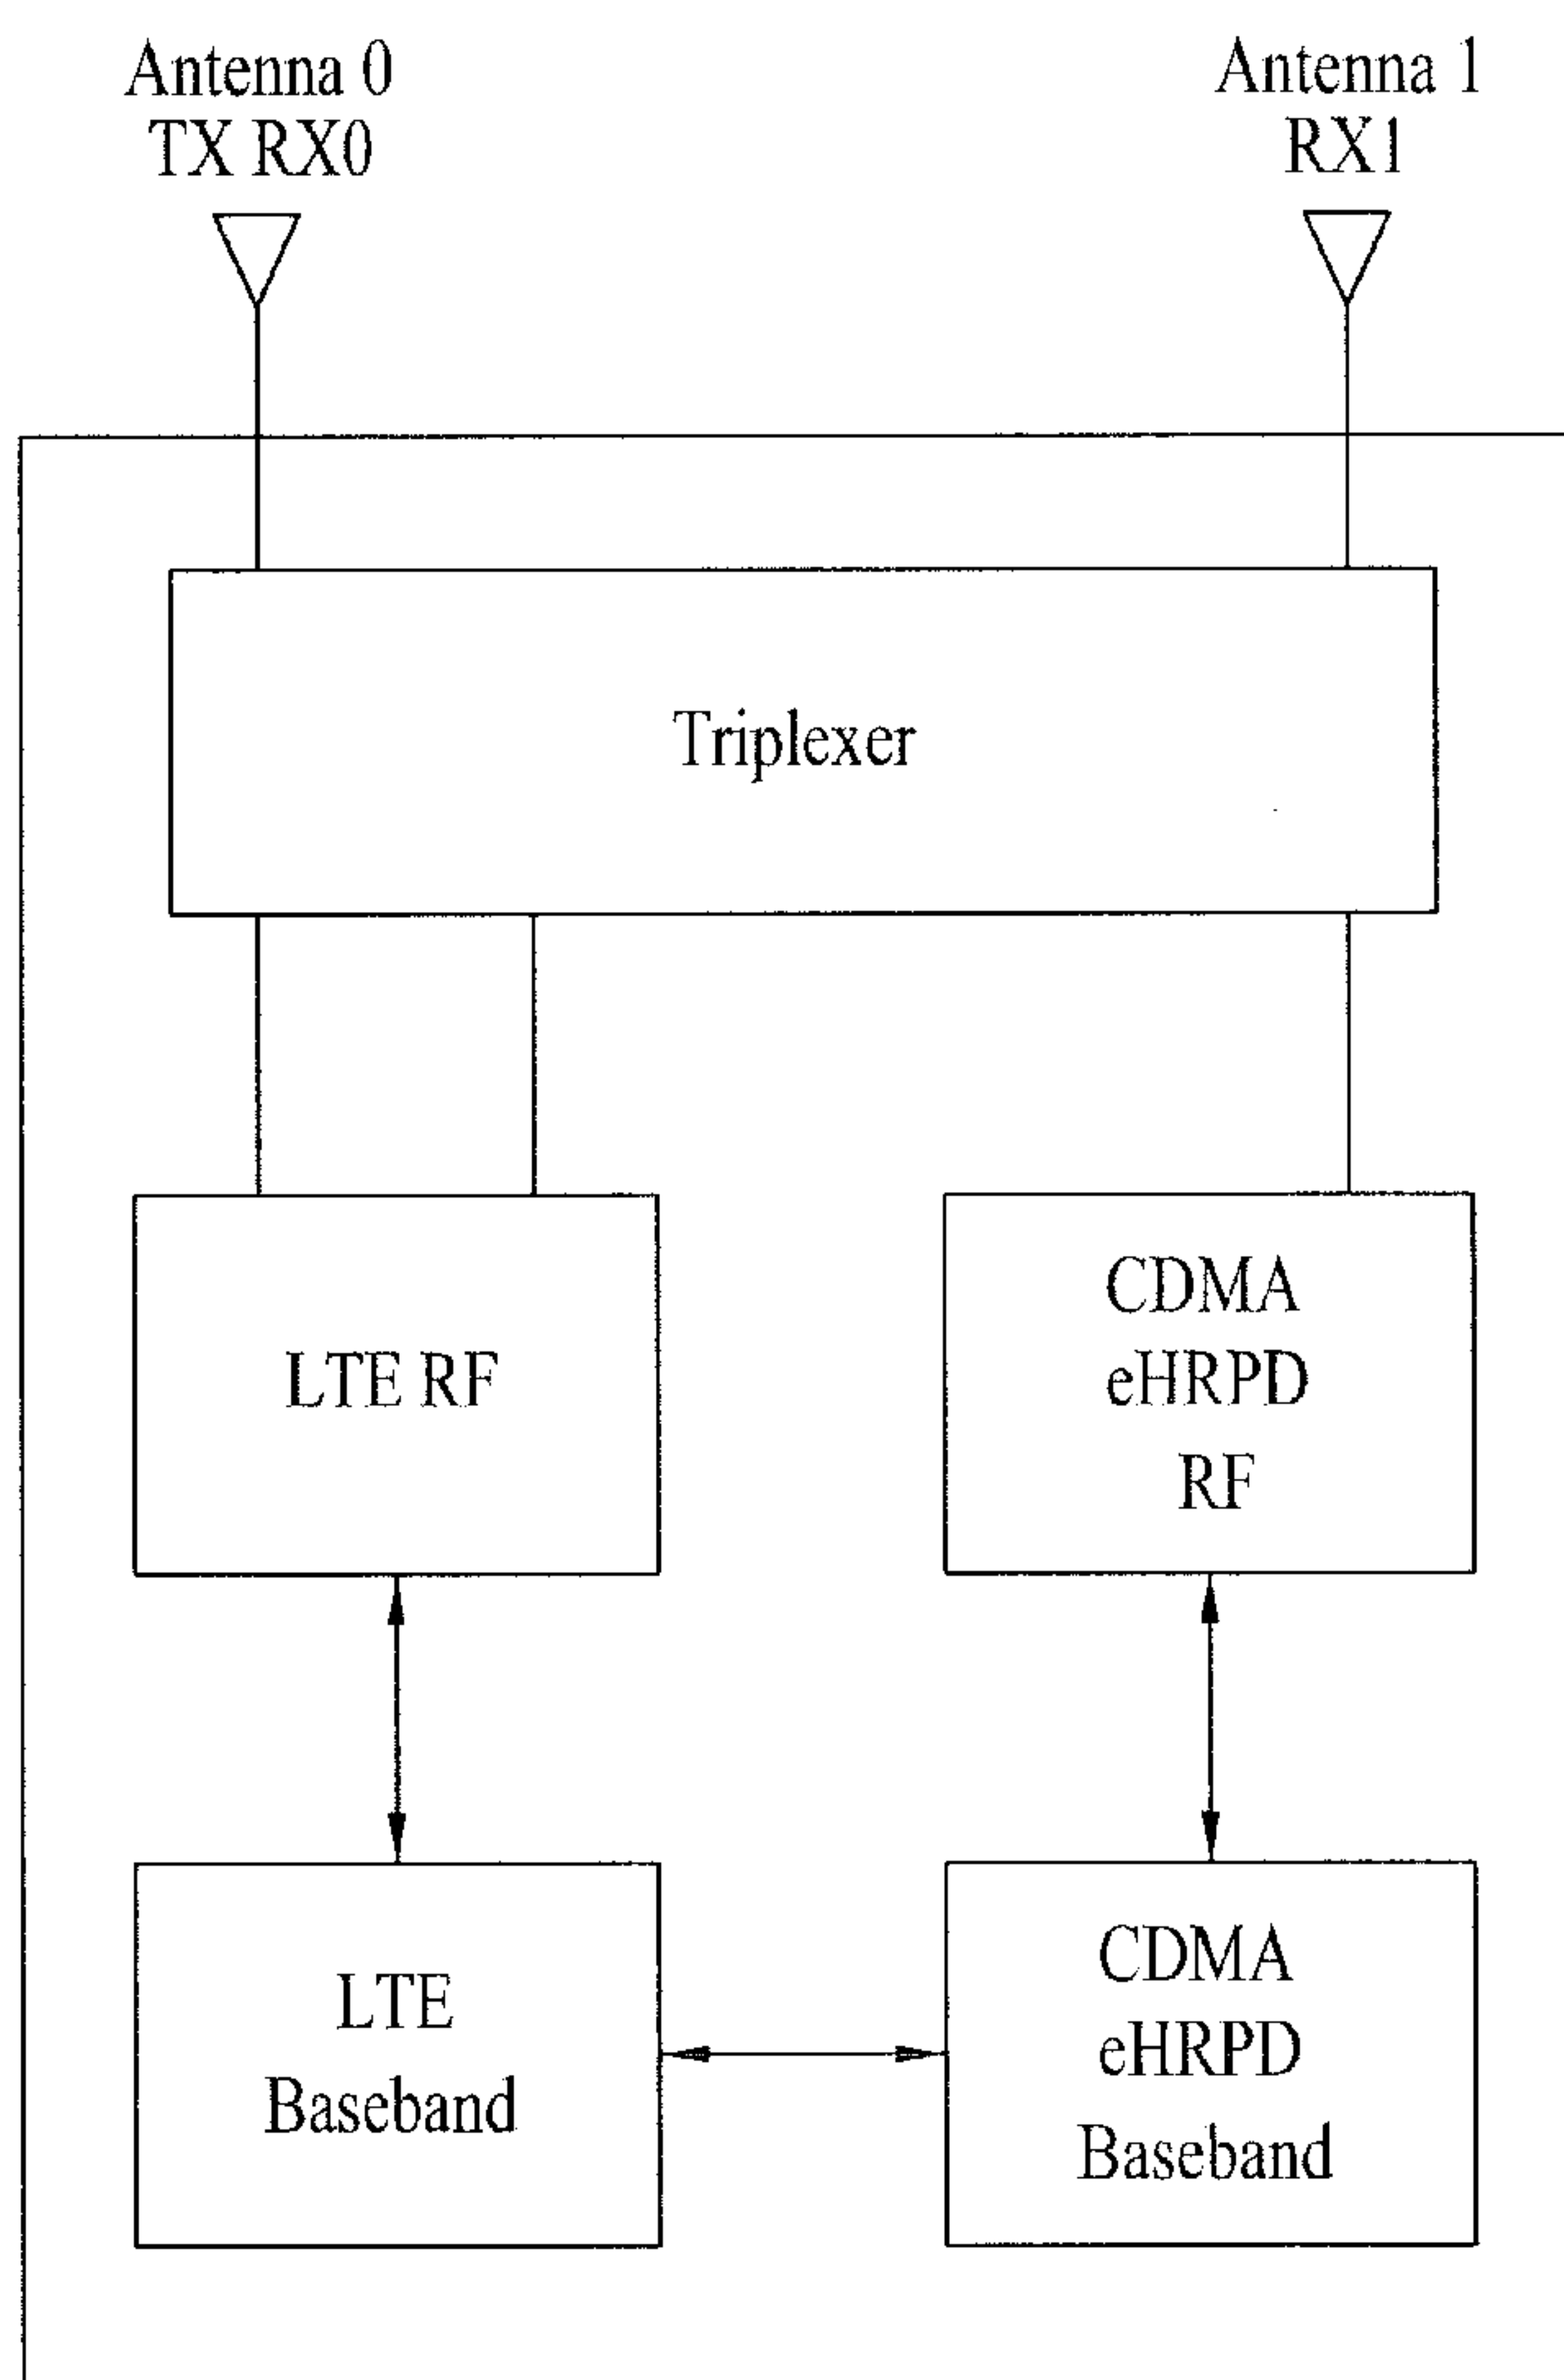 Antenna 0
TX RX0
Antenna 1
RX1
Triplexer
LTE RF
CDMA
eHRPD
RF
LTE
Baseband
CDMA
eHRPD
Baseband